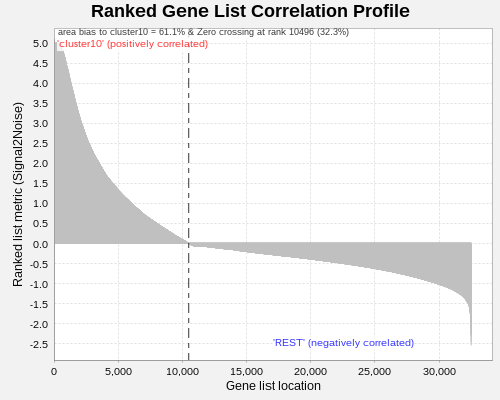 Ranked Gene List Correlation Profile
area bias to cluster10 = 61.1% & Zero crossing at rank 10496 (32.3%)
'cluster10' (positively correlated)
5.0
4.5
4.0
3.5
3.0
2.5
2.0
1.5
1.0
0.5
0.0
-0.5
-1.0
-1.5
-2.0
-2.5
Ranked list metric (Signal2Noise)
'REST' (negatively correlated)
0 5,000 10,000 15,000 20,000 25,000 30,000
Gene list location